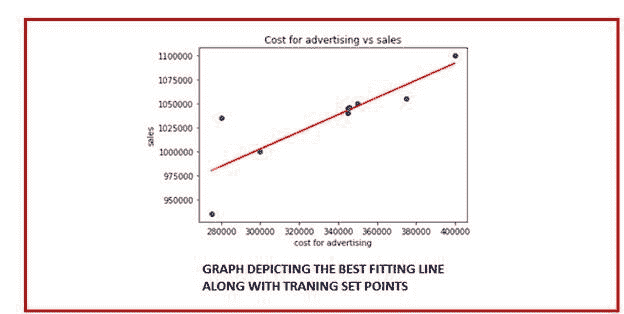 Cost for advertising vs sales
1100000
1075000
1050000
1025000
1000000
975000
950000
sales
280000 300000 320000 340000 360000 380000 400000
cost for advertising
GRAPH DEPICTING THE BEST FITTING LINE
ALONG WITH TRANING SET POINTS